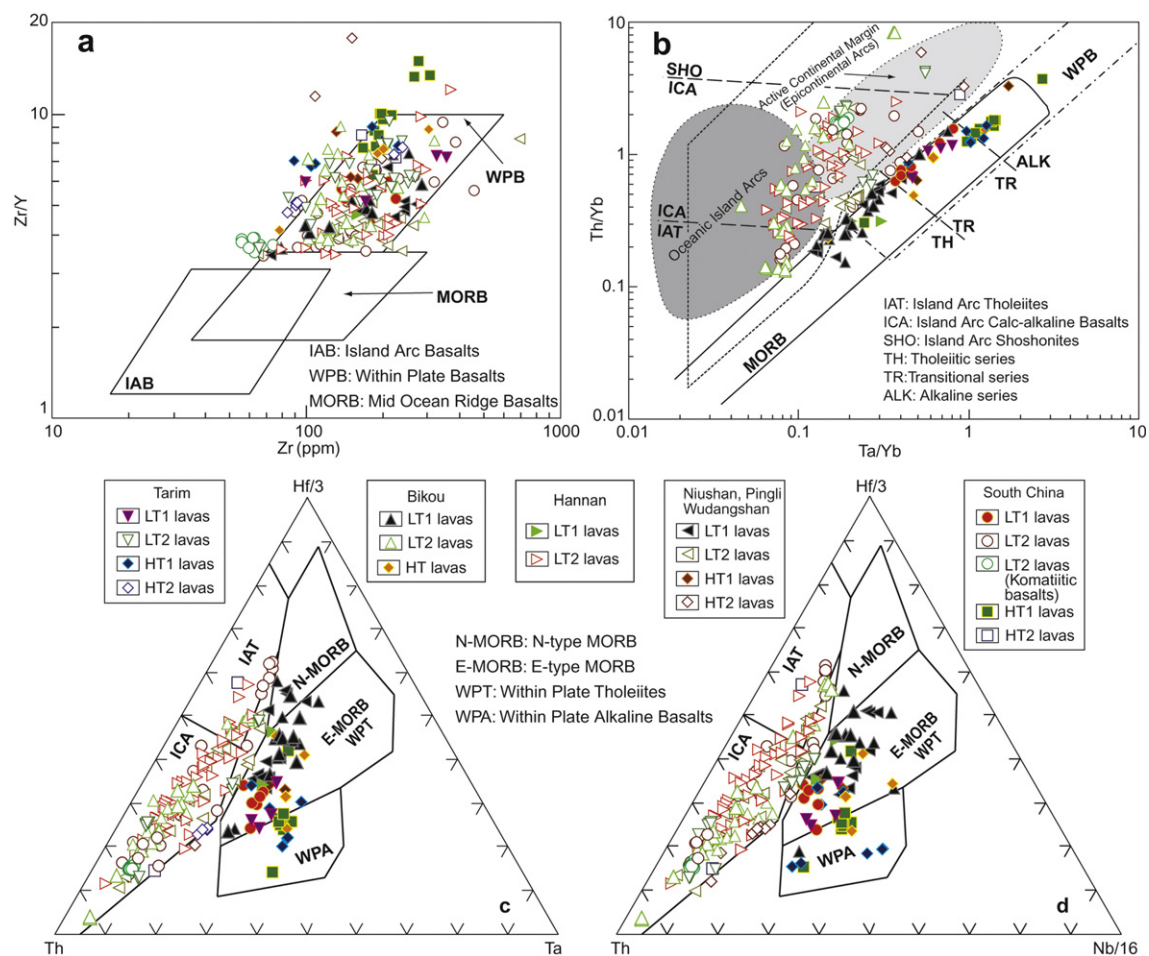 20
10
1
Zr/Y
a
WPB
MORB
IAB
IAB: Island Arc Basalts
WPB: Within Plate Basalts
MORB: Mid Ocean Ridge Basalts
10
100
1000
Zr (ppm)
10
1
0.1
0.01
Th/Yb
b
SHO
ICA
Active Continental Margin
(Epicontinental Arcs)
WPB
ALK
TR
TR
TH
ICA
IAT
Oceanic Island Arcs
MORB
IAT: Island Arc Tholeiites
ICA: Island Arc Calc-alkaline Basalts
SHO: Island Arc Shoshonites
TH: Tholeiitic series
TR:Transitional series
ALK: Alkaline series
0.01
0.1
1
10
Ta/Yb
Tarim
LT1 lavas
LT2 lavas
HT1 lavas
HT2 lavas
Bikou
LT1 lavas
LT2 lavas
HT lavas
Hannan
LT1 lavas
LT2 lavas
Niushan, Pingli
Wudangshan
LT1 lavas
LT2 lavas
HT1 lavas
HT2 lavas
South China
LT1 lavas
LT2 lavas
LT2 lavas
(Komatiitic
basalts)
HT1 lavas
HT2 lavas
Hf/3
IAT
N-MORB
ICA
E-MORB
WPT
WPA
c
Th
Ta
N-MORB: N-type MORB
E-MORB: E-type MORB
WPT: Within Plate Tholeiites
WPA: Within Plate Alkaline Basalts
Hf/3
IAT
N-MORB
ICA
E-MORB
WPT
WPA
d
Th
Nb/16